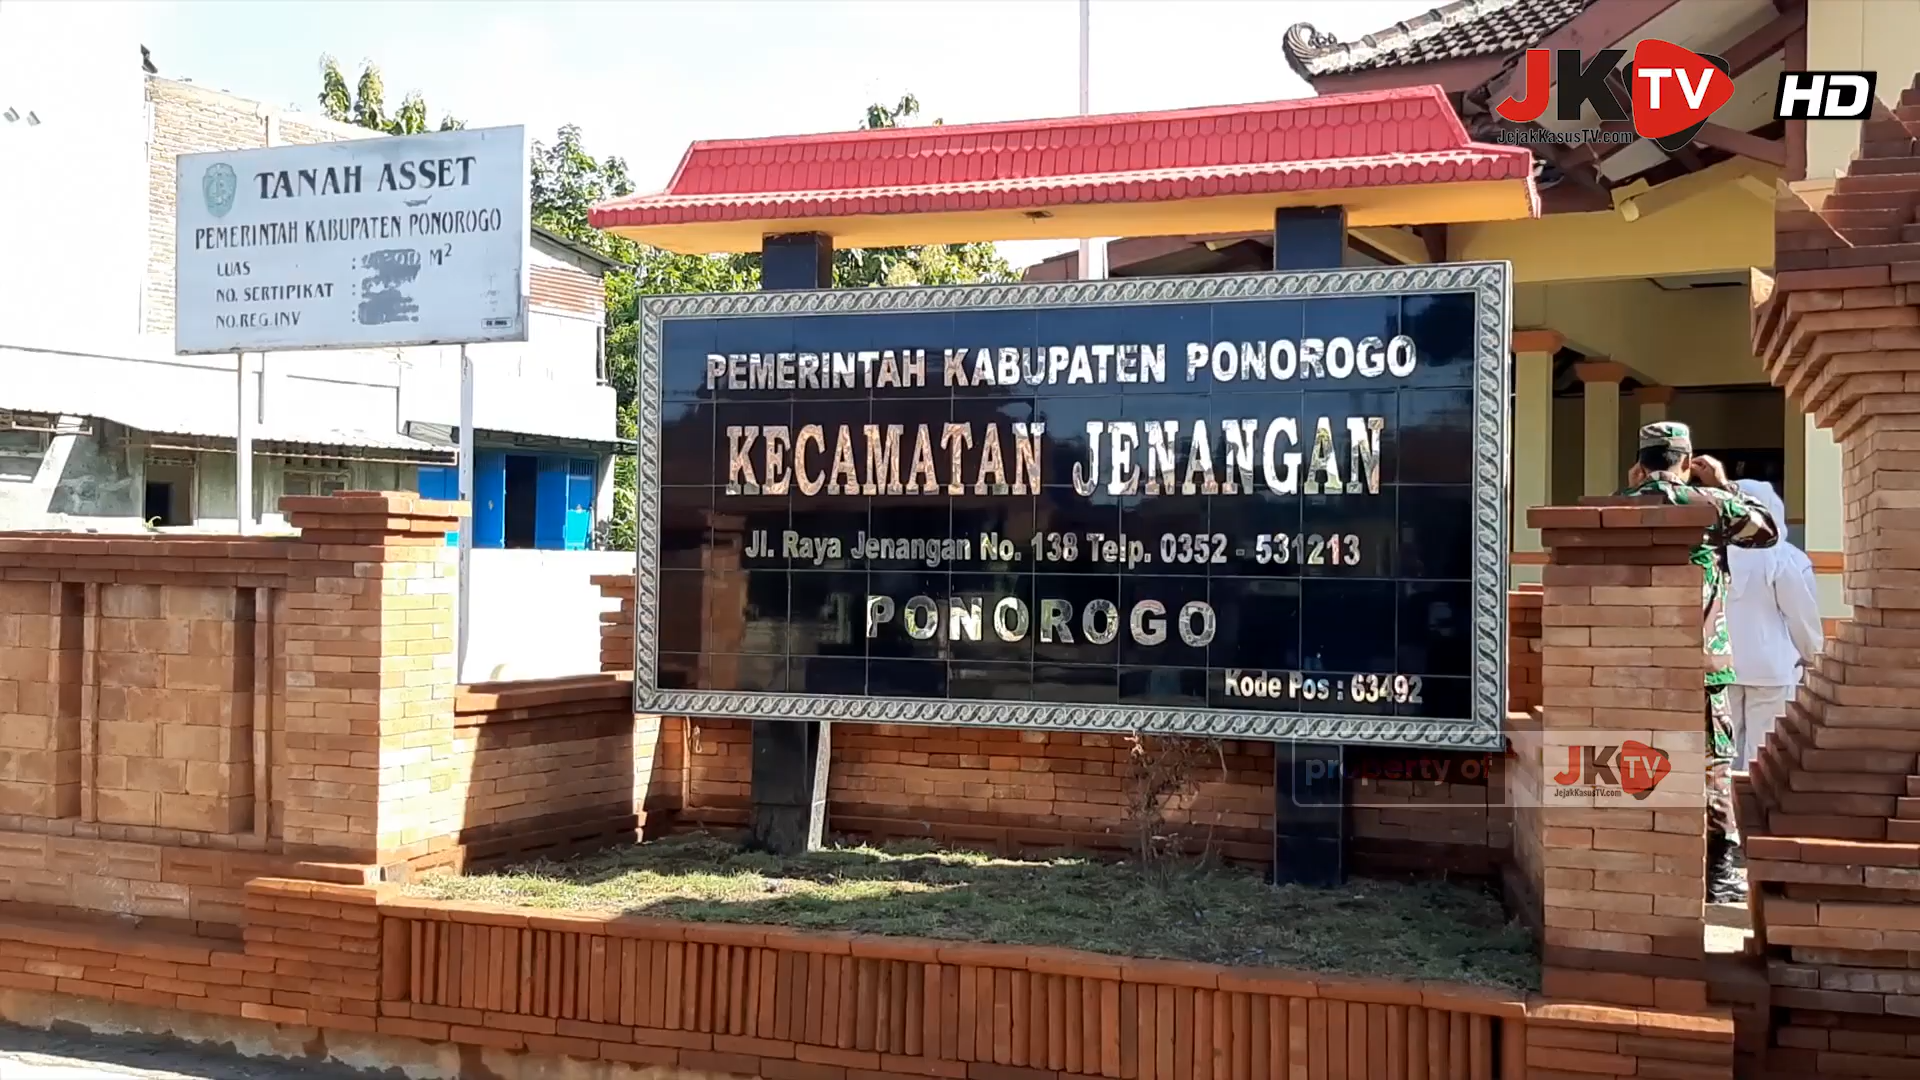 TANAH ASSET
PEMERINTAH KABUPATEN PONOROGO
LUAS : M²
NO. SERTIPIKAT :
NO.REG.INV :
PEMERINTAH KABUPATEN PONOROGO
KECAMATAN JENANGAN
Jl. Raya Jenangan No. 138 Telp. 0352 - 531213
PONOROGO
Kode Pos : 63492
JKTV HD
JejakKasusTV.com
property of JKTV
JejakKasusTV.com